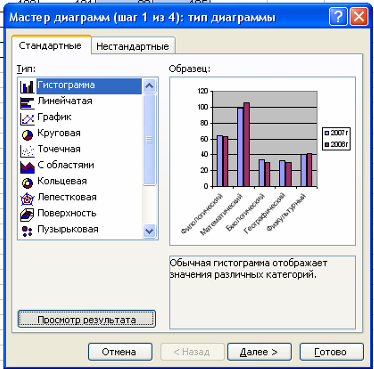 Мастер диаграмм (шаг 1 из 4): тип диаграммы
Стандартные
Нестандартные
Тип:
Гистограмма
Линейчатая
График
Круговая
Точечная
С областями
Кольцевая
Лепестковая
Поверхность
Пузырьковая
Образец:
120
100
80
60
40
20
0
Филологический
Математический
Биологический
Географический
Физкультурный
2007г
2008г
Обычная гистограмма отображает
значения различных категорий.
Просмотр результата
Отмена
< Назад
Далее >
Готово